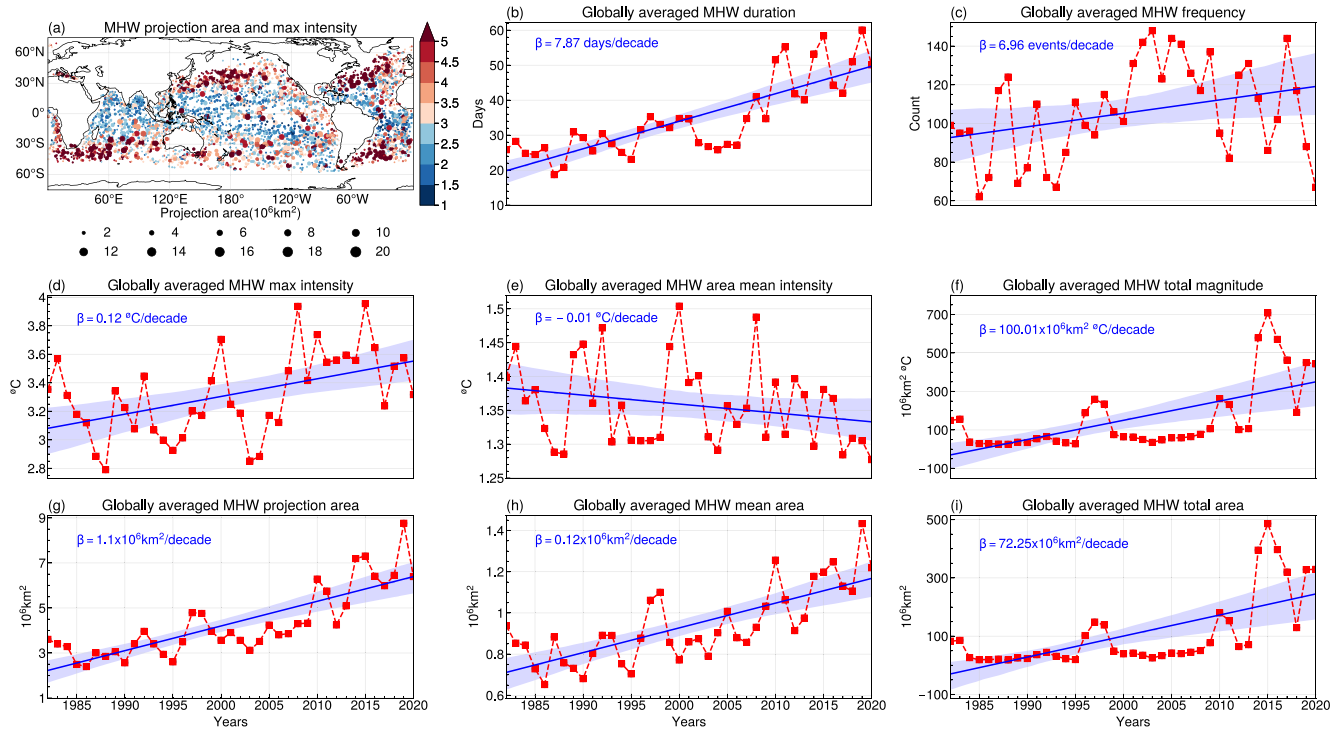 (a) MHW projection area and max intensity
60°N
30°N
0°
30°S
60°S
60°E 120°E 180° 120°W 60°W 0°
5
4.5
4
3.5
3
2.5
2
1.5
1
Projection area(10⁶km²)
2 4 6 8 10
12 14 16 18 20
(b) Globally averaged MHW duration
β = 7.87 days/decade
Days
60
50
40
30
20
10
(c) Globally averaged MHW frequency
β = 6.96 events/decade
Count
140
120
100
80
60
(d) Globally averaged MHW max intensity
β = 0.12 ºC/decade
ºC
4
3.8
3.6
3.4
3.2
3
2.8
(e) Globally averaged MHW area mean intensity
β = − 0.01 ºC/decade
ºC
1.5
1.45
1.4
1.35
1.3
1.25
(f) Globally averaged MHW total magnitude
β = 100.01x10⁶km² ºC/decade
10⁶km² ºC
700
500
300
100
−100
(g) Globally averaged MHW projection area
β = 1.1x10⁶km²/decade
10⁶km²
9
7
5
3
1
1985 1990 1995 2000 2005 2010 2015 2020
Years
(h) Globally averaged MHW mean area
β = 0.12x10⁶km²/decade
10⁶km²
1.4
1.2
1
0.8
0.6
1985 1990 1995 2000 2005 2010 2015 2020
Years
(i) Globally averaged MHW total area
β = 72.25x10⁶km²/decade
10⁶km²
500
300
100
−100
1985 1990 1995 2000 2005 2010 2015 2020
Years